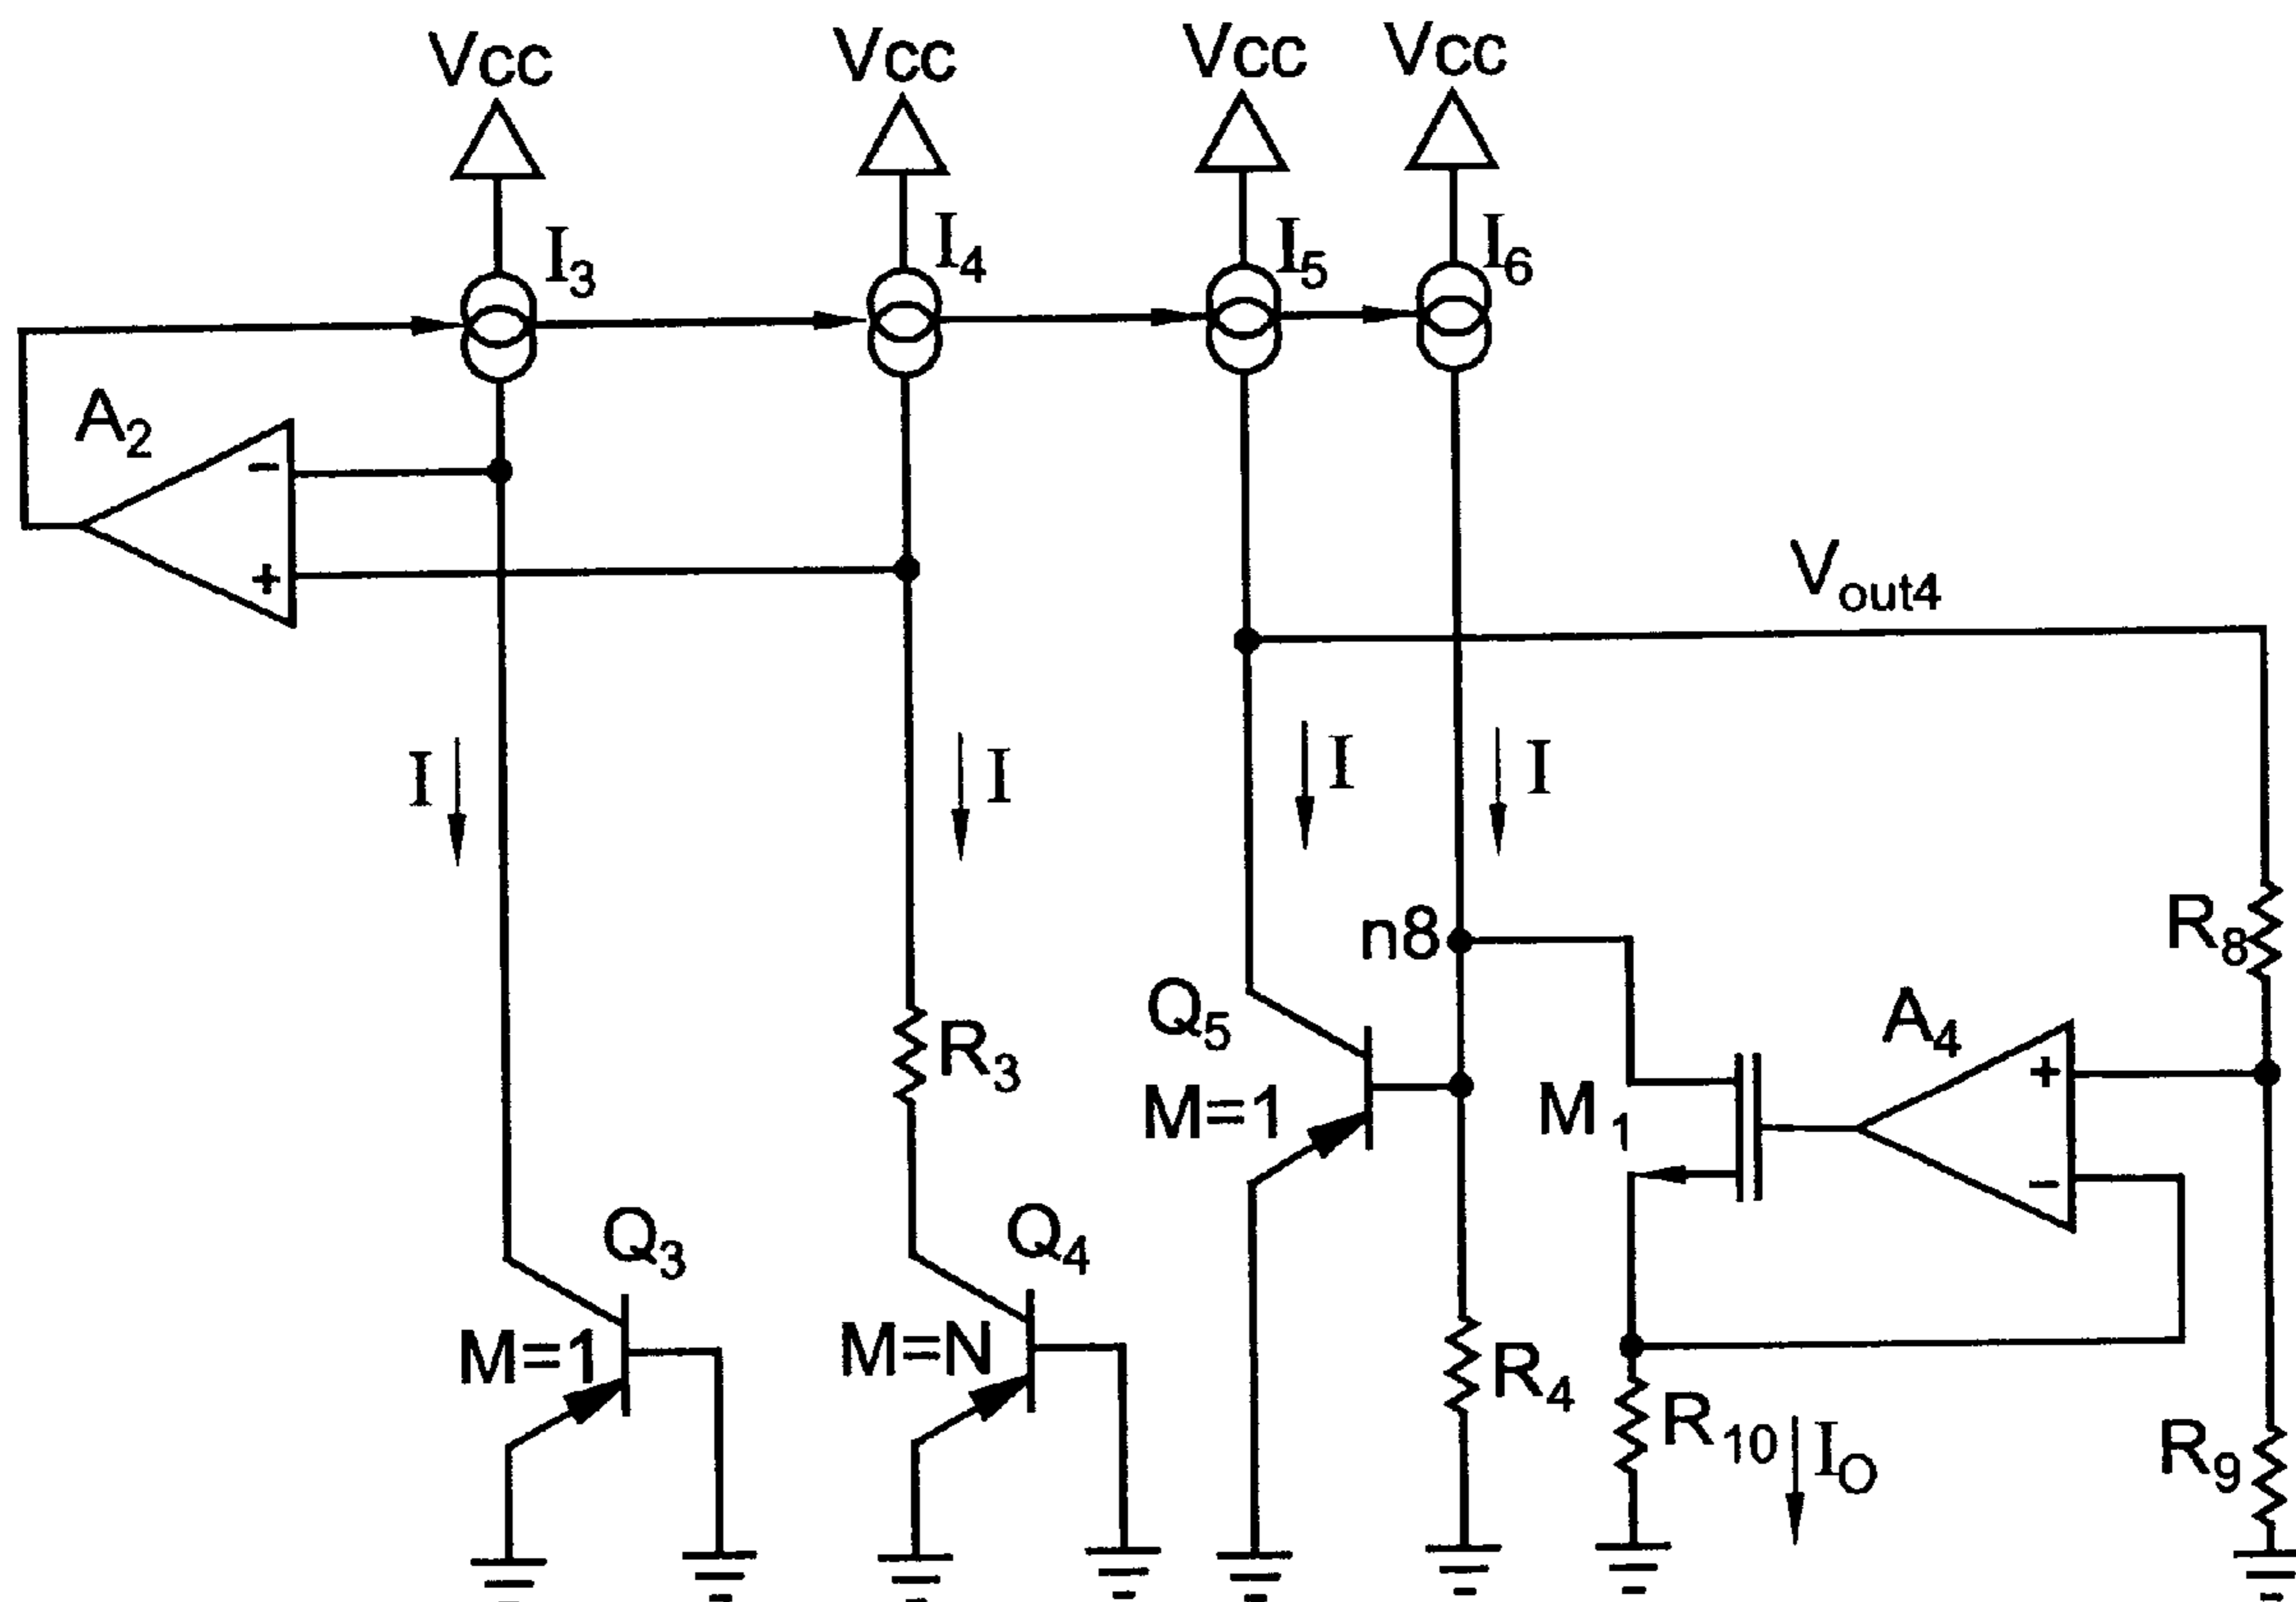 Vcc Vcc Vcc Vcc
I3 I4 I5 I6
A2
-
+
Vout4
I I I I
n8
R8
Q5
A4
R3
+
M=1
M1
-
Q3 Q4
M=1 M=N
R4
R10 IO
R9